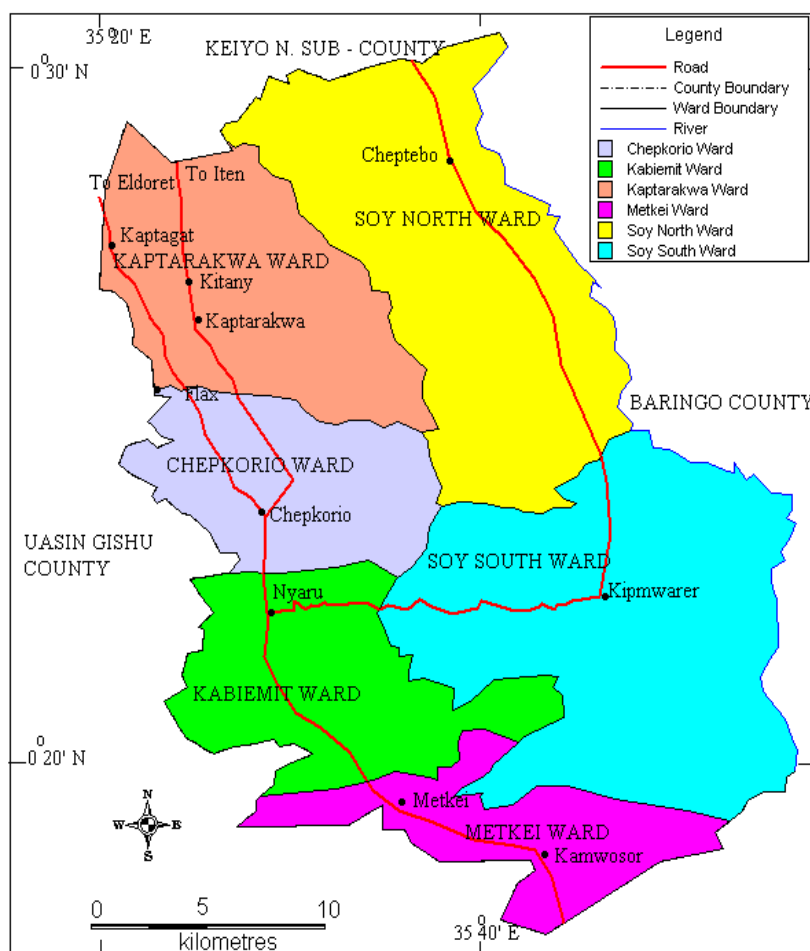 35 20' E
o
KEIYO N. SUB - COUNTY
o
0 30' N
Legend
Road
County Boundary
Ward Boundary
River
Chepkorio Ward
Kabiemit Ward
Kaptarakwa Ward
Metkei Ward
Soy North Ward
Soy South Ward
Cheptebo
To Eldoret
To Iten
SOY NORTH WARD
Kaptagat
KAPTARAKWA WARD
Kitany
Kaptarakwa
Flax
BARINGO COUNTY
CHEPKORIO WARD
Chepkorio
UASIN GISHU
COUNTY
SOY SOUTH WARD
Nyaru
Kipmwarer
KABIEMIT WARD
o
0 20' N
Metkei
METKEI WARD
Kamwosor
N
W E
S
0 5 10
kilometres
o
35 40' E